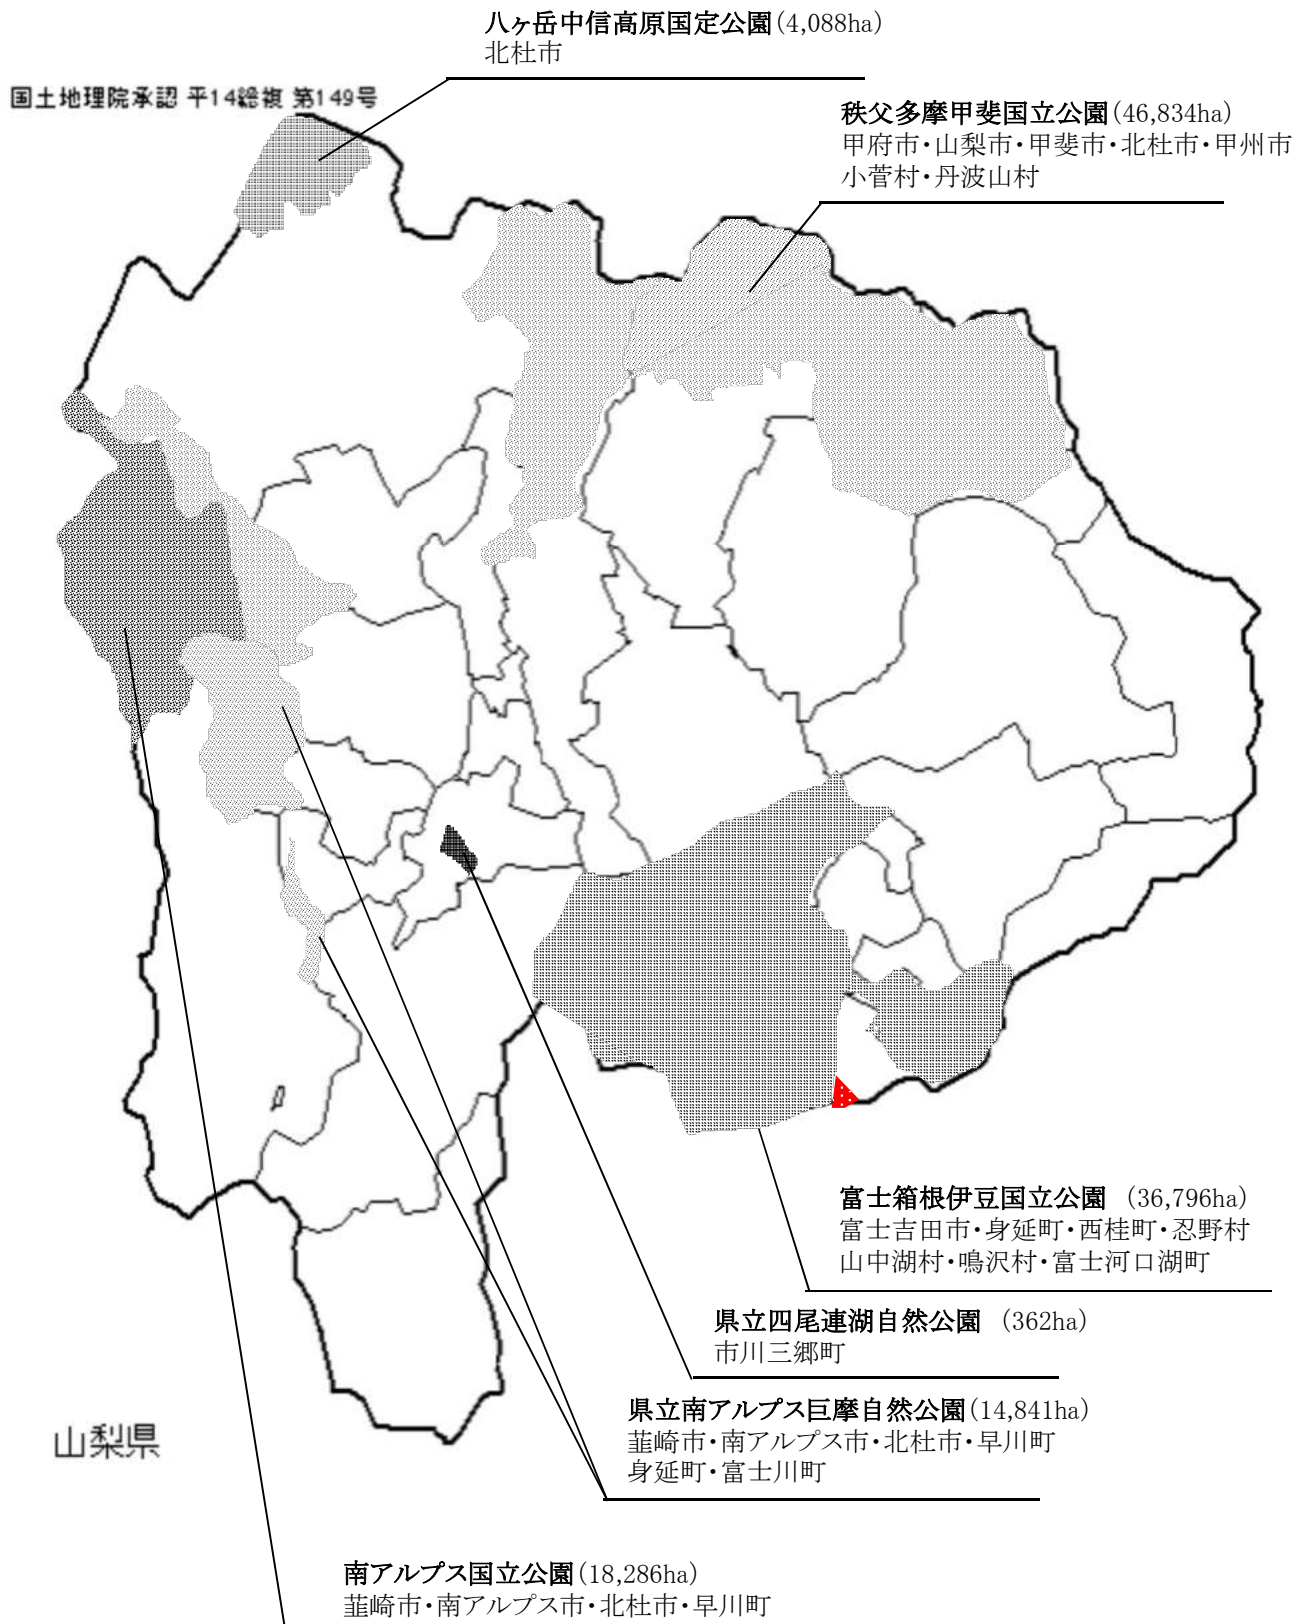 八ヶ岳中信高原国定公園(4,088ha)
北杜市
国土地理院承認 平14総複 第149号
秩父多摩甲斐国立公園(46,834ha)
甲府市・山梨市・甲斐市・北杜市・甲州市
小菅村・丹波山村
富士箱根伊豆国立公園 (36,796ha)
富士吉田市・身延町・西桂町・忍野村
山中湖村・鳴沢村・富士河口湖町
県立四尾連湖自然公園 (362ha)
市川三郷町
県立南アルプス巨摩自然公園(14,841ha)
韮崎市・南アルプス市・北杜市・早川町
身延町・富士川町
山梨県
南アルプス国立公園(18,286ha)
韮崎市・南アルプス市・北杜市・早川町